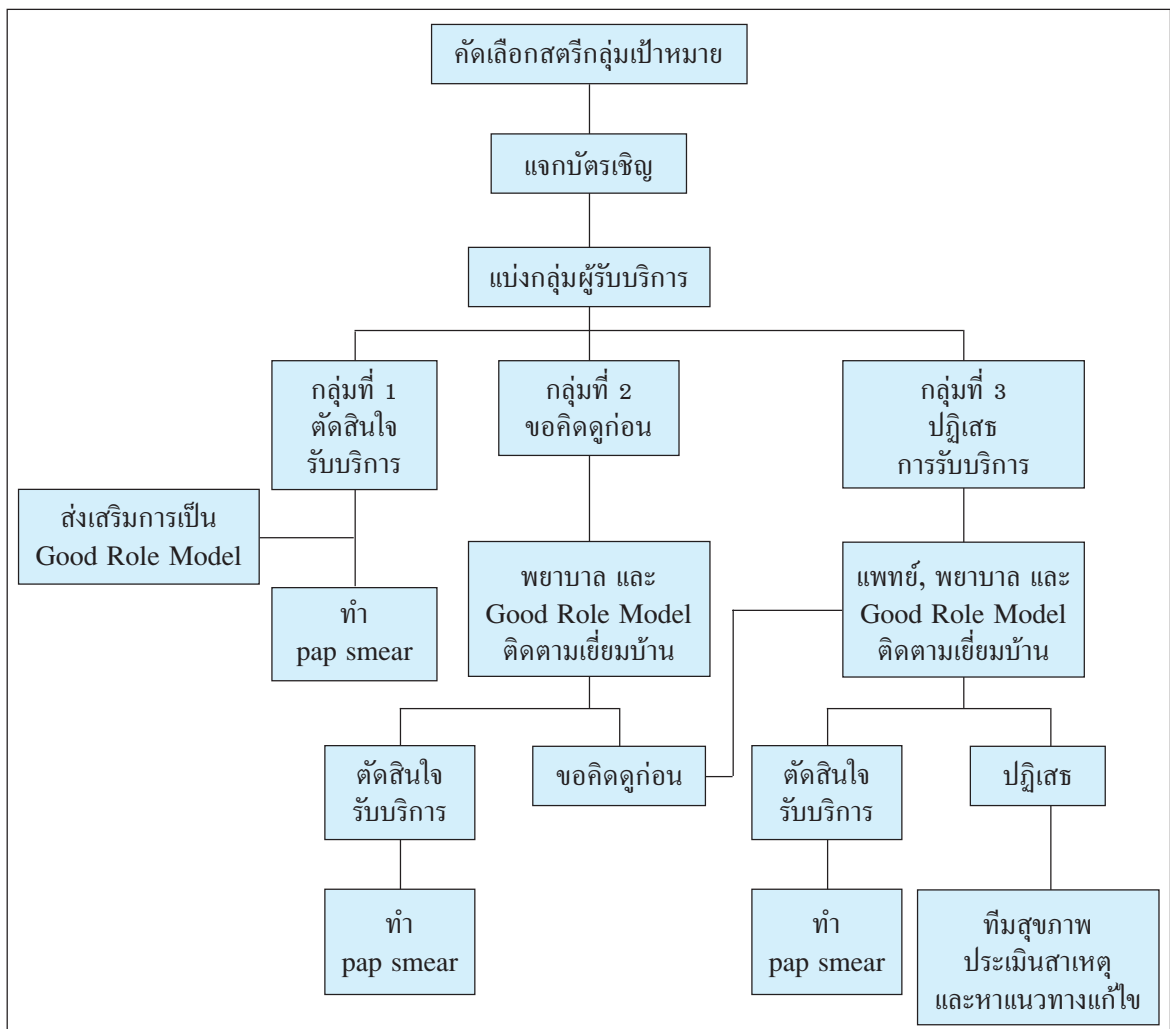 คัดเลือกสตรีกลุ่มเป้าหมาย
แจกบัตรเชิญ
แบ่งกลุ่มผู้รับบริการ
กลุ่มที่ 1
ตัดสินใจ
รับบริการ
กลุ่มที่ 2
ขอคิดดูก่อน
กลุ่มที่ 3
ปฏิเสธ
การรับบริการ
ส่งเสริมการเป็น
Good Role Model
ทำ
pap smear
พยาบาล และ
Good Role Model
ติดตามเยี่ยมบ้าน
แพทย์, พยาบาล และ
Good Role Model
ติดตามเยี่ยมบ้าน
ตัดสินใจ
รับบริการ
ขอคิดดูก่อน
ตัดสินใจ
รับบริการ
ปฏิเสธ
ทำ
pap smear
ทำ
pap smear
ทีมสุขภาพ
ประเมินสาเหตุ
และหาแนวทางแก้ไข